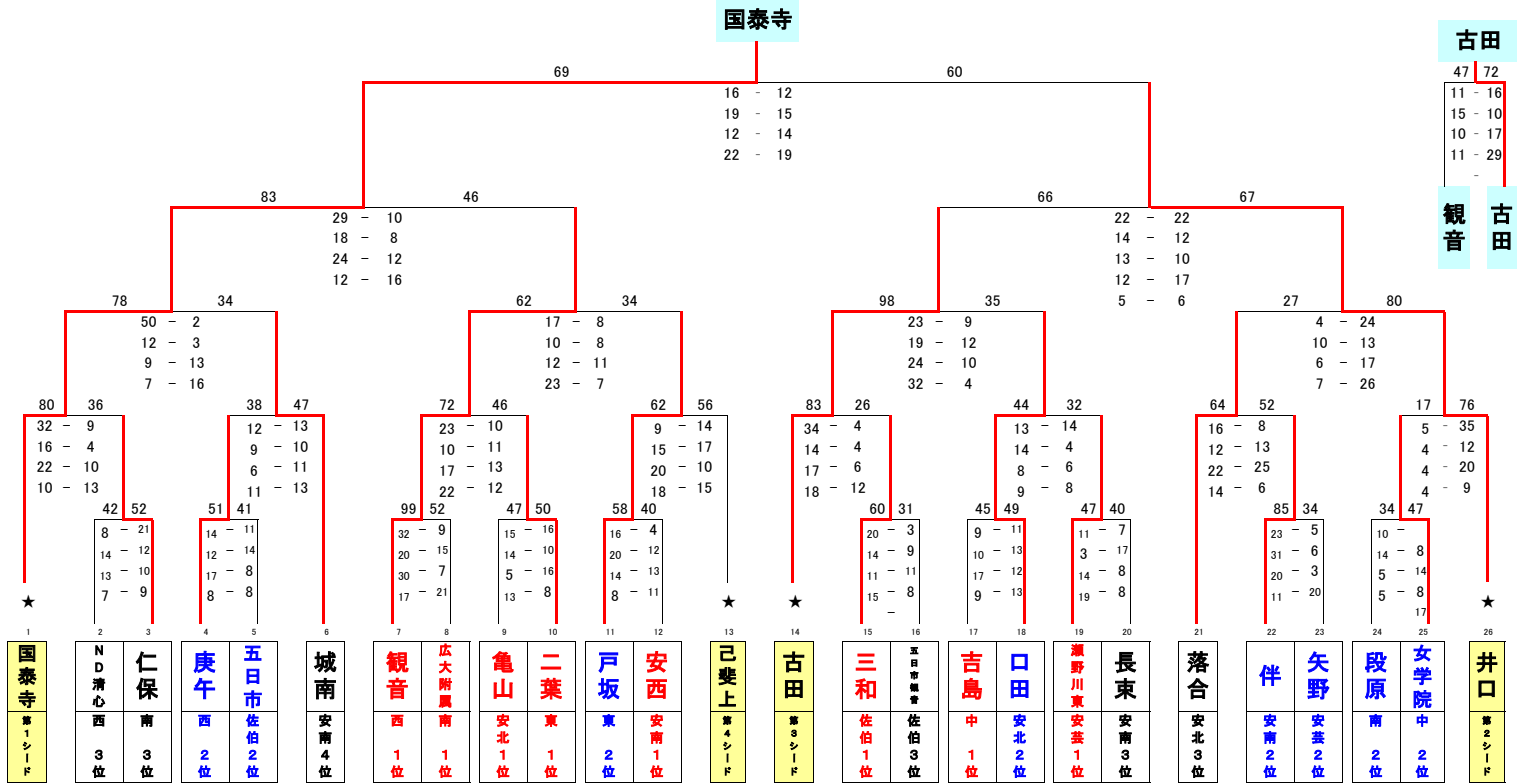 国泰寺
古田
69 60
47 72
16 - 12
19 - 15
12 - 14
22 - 19
11 - 16
15 - 10
10 - 17
11 - 29
-
観音 古田
83 46
29 - 10
18 - 8
24 - 12
12 - 16
66 67
22 - 22
14 - 12
13 - 10
12 - 17
5 - 6
78 34
50 - 2
12 - 3
9 - 13
7 - 16
62 34
17 - 8
10 - 8
12 - 11
23 - 7
98 35
23 - 9
19 - 12
24 - 10
32 - 4
27 80
4 - 24
10 - 13
6 - 17
7 - 26
80 36
32 - 9
16 - 4
22 - 10
10 - 13
38 47
12 - 13
9 - 10
6 - 11
11 - 13
72 46
23 - 10
10 - 11
17 - 13
22 - 12
62 56
9 - 14
15 - 17
20 - 10
18 - 15
83 26
34 - 4
14 - 4
17 - 6
18 - 12
44 32
13 - 14
14 - 4
8 - 6
9 - 8
64 52
16 - 8
12 - 13
22 - 25
14 - 6
17 76
5 - 35
4 - 12
4 - 20
4 - 9
42 52
8 - 21
14 - 12
13 - 10
7 - 9
51 41
14 - 11
12 - 14
17 - 8
8 - 8
99 52
32 - 9
20 - 15
30 - 7
17 - 21
47 50
15 - 16
14 - 10
5 - 16
13 - 8
58 40
16 - 4
20 - 12
14 - 13
8 - 11
60 31
20 - 3
14 - 9
11 - 11
15 - 8
-
45 49
9 - 11
10 - 13
17 - 12
9 - 13
47 40
11 - 7
3 - 17
14 - 8
19 - 8
85 34
23 - 5
31 - 6
20 - 3
11 - 20
34 47
10 -
14 - 8
5 - 14
5 - 8
17
★ ★ ★ ★
1 2 3 4 5 6 7 8 9 10 11 12 13 14 15 16 17 18 19 20 21 22 23 24 25 26
国泰寺 ND清心 仁保 庚午 五日市 城南 観音 広大附属 亀山 二葉 戸坂 安西 己斐上 古田 三和 五日市観音 吉島 口田 瀬野川東 長束 落合 伴 矢野 段原 女学院 井口
第1シード 西 3位 南 3位 西 2位 佐伯2位 安南4位 西 1位 南 1位 安北1位 東 1位 東 2位 安南1位 第4シード 第3シード 佐伯1位 佐伯3位 中 1位 安北2位 安芸1位 安南3位 安北3位 安南2位 安芸2位 南 2位 中 2位 第2シード